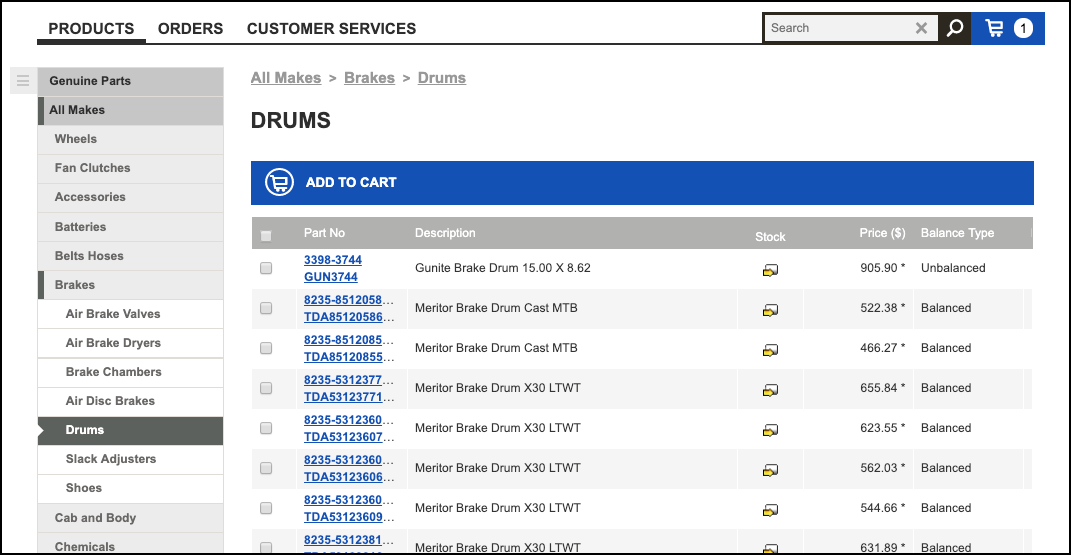 PRODUCTS ORDERS CUSTOMER SERVICES Search 1
Genuine Parts
All Makes
Wheels
Fan Clutches
Accessories
Batteries
Belts Hoses
Brakes
Air Brake Valves
Air Brake Dryers
Brake Chambers
Air Disc Brakes
Drums
Slack Adjusters
Shoes
Cab and Body
Chemicals
All Makes > Brakes > Drums
DRUMS
ADD TO CART
Part No Description Stock Price ($) Balance Type
3398-3744
GUN3744 Gunite Brake Drum 15.00 X 8.62 905.90 * Unbalanced
8235-8512058...
TDA85120586... Meritor Brake Drum Cast MTB 522.38 * Balanced
8235-8512085...
TDA85120855... Meritor Brake Drum Cast MTB 466.27 * Balanced
8235-5312377...
TDA53123771... Meritor Brake Drum X30 LTWT 655.84 * Balanced
8235-5312360...
TDA53123607... Meritor Brake Drum X30 LTWT 623.55 * Balanced
8235-5312360...
TDA53123606... Meritor Brake Drum X30 LTWT 562.03 * Balanced
8235-5312360...
TDA53123609... Meritor Brake Drum X30 LTWT 544.66 * Balanced
8235-5312381...
Meritor Brake Drum X30 LTWT 631.89 * Balanced